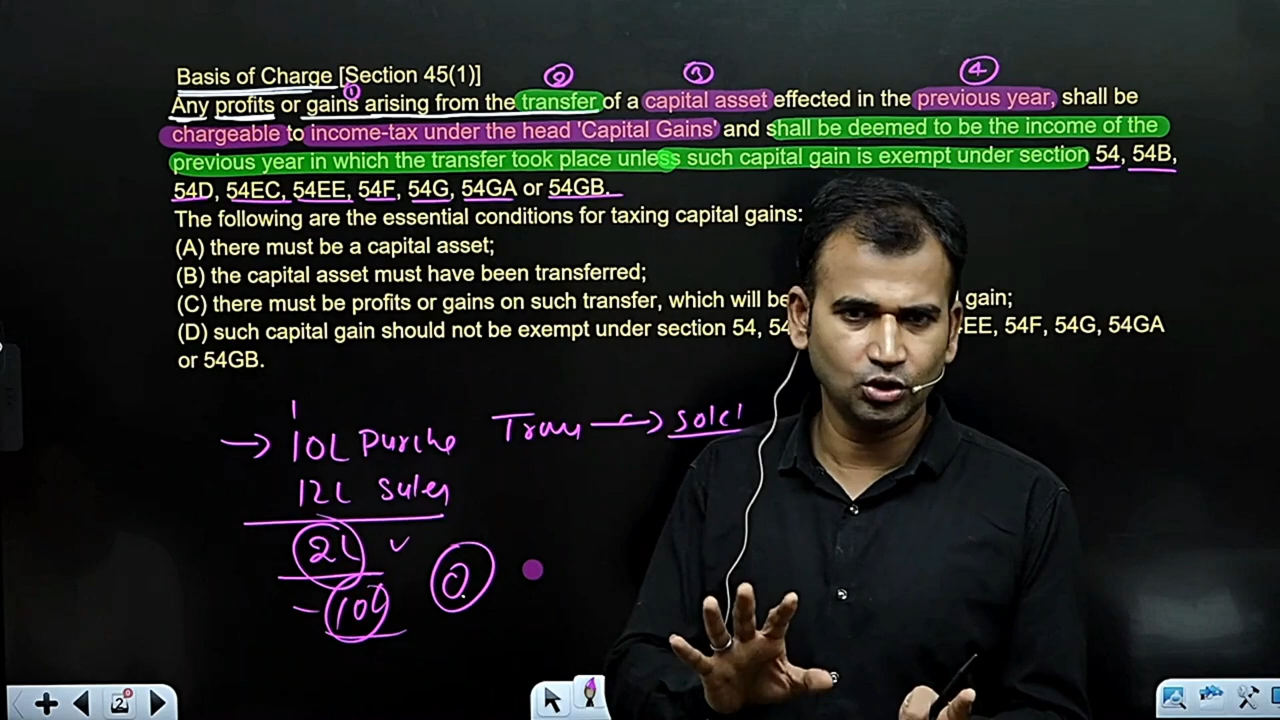 Basis of Charge [Section 45(1)]
① ② ③ ④
Any profits or gains arising from the transfer of a capital asset effected in the previous year, shall be
chargeable to income-tax under the head 'Capital Gains' and shall be deemed to be the income of the
previous year in which the transfer took place unless such capital gain is exempt under section 54, 54B,
54D, 54EC, 54EE, 54F, 54G, 54GA or 54GB.
The following are the essential conditions for taxing capital gains:
(A) there must be a capital asset;
(B) the capital asset must have been transferred;
(C) there must be profits or gains on such transfer, which will be gain;
(D) such capital gain should not be exempt under section 54, 54 EE, 54F, 54G, 54GA
or 54GB.
→ 10L Purche Tran → sold
12L sales
2L ✓
2